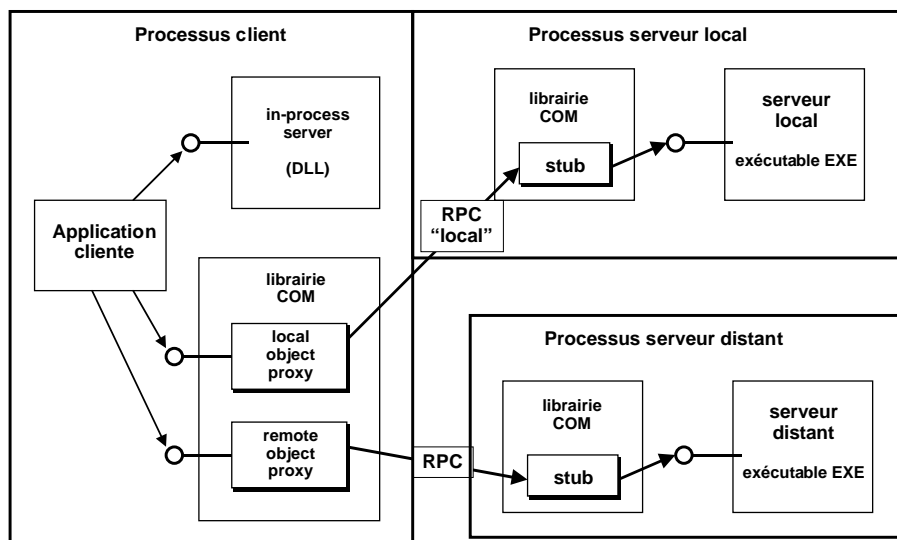 Processus client
in-process
server
(DLL)
Application
cliente
librairie
COM
local
object
proxy
remote
object
proxy
Processus serveur local
librairie
COM
stub
serveur
local
exécutable EXE
RPC
“local”
Processus serveur distant
librairie
COM
stub
serveur
distant
exécutable EXE
RPC